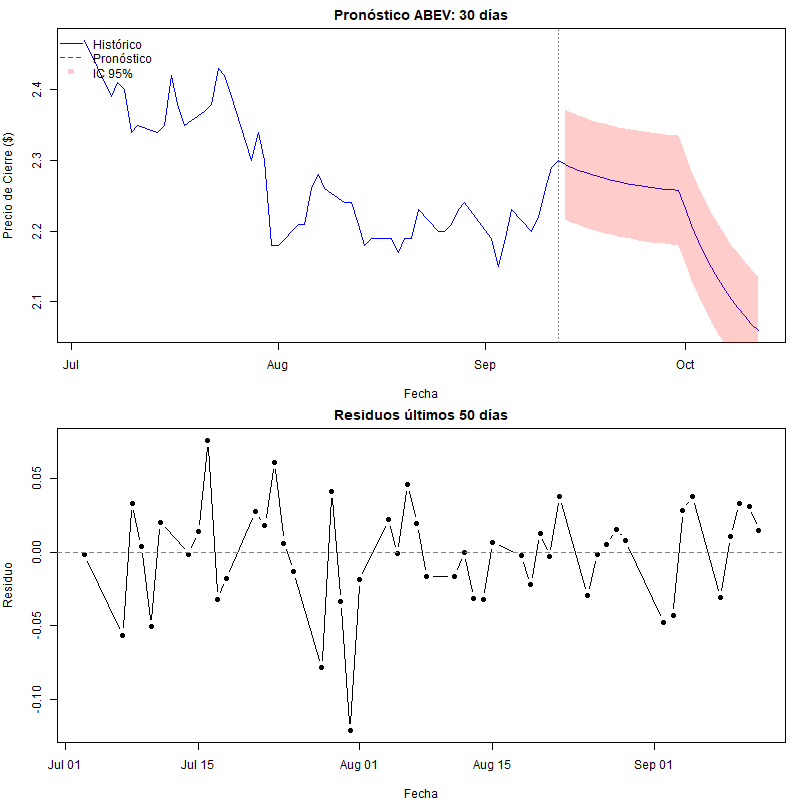 Pronóstico ABEV: 30 días
Histórico
Pronóstico
IC 95%
Precio de Cierre ($)
2.4
2.3
2.2
2.1
Jul
Aug
Sep
Oct
Fecha
Residuos últimos 50 días
Residuo
0.05
0.00
-0.05
-0.10
Jul 01
Jul 15
Aug 01
Aug 15
Sep 01
Fecha